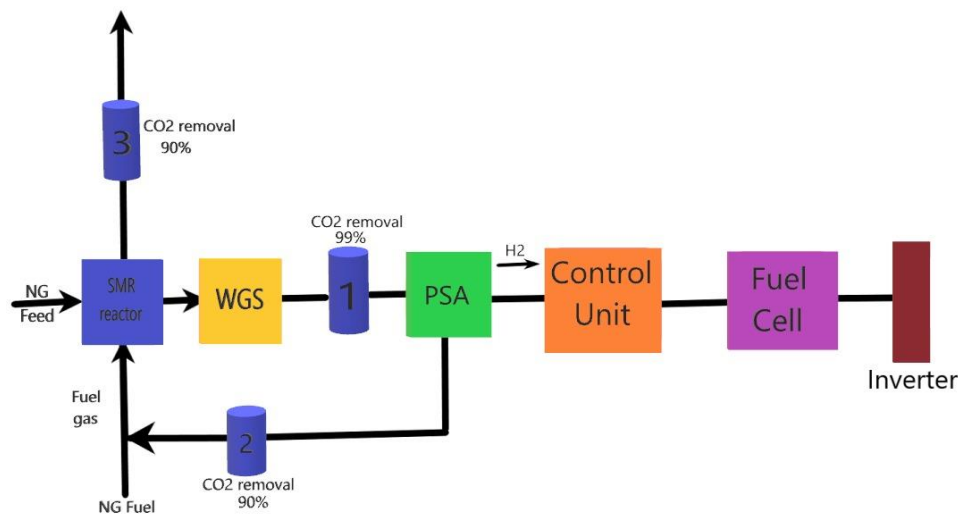 3
CO2 removal
90%
NG
Feed
SMR
reactor
WGS
CO2 removal
99%
1
PSA
H2
Control
Unit
Fuel
Cell
Inverter
Fuel
gas
2
CO2 removal
90%
NG Fuel